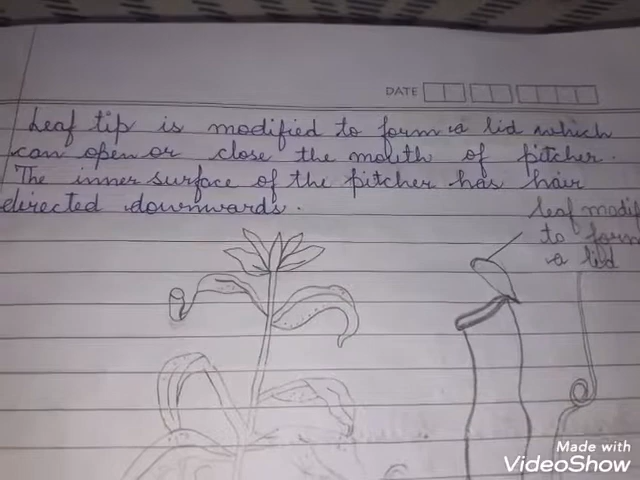 DATE
Leaf tip is modified to form a lid which
can open or close the mouth of pitcher.
The inner surface of the pitcher has hair
directed downwards.
leaf modif
to form
a lid
Made with
VideoShow